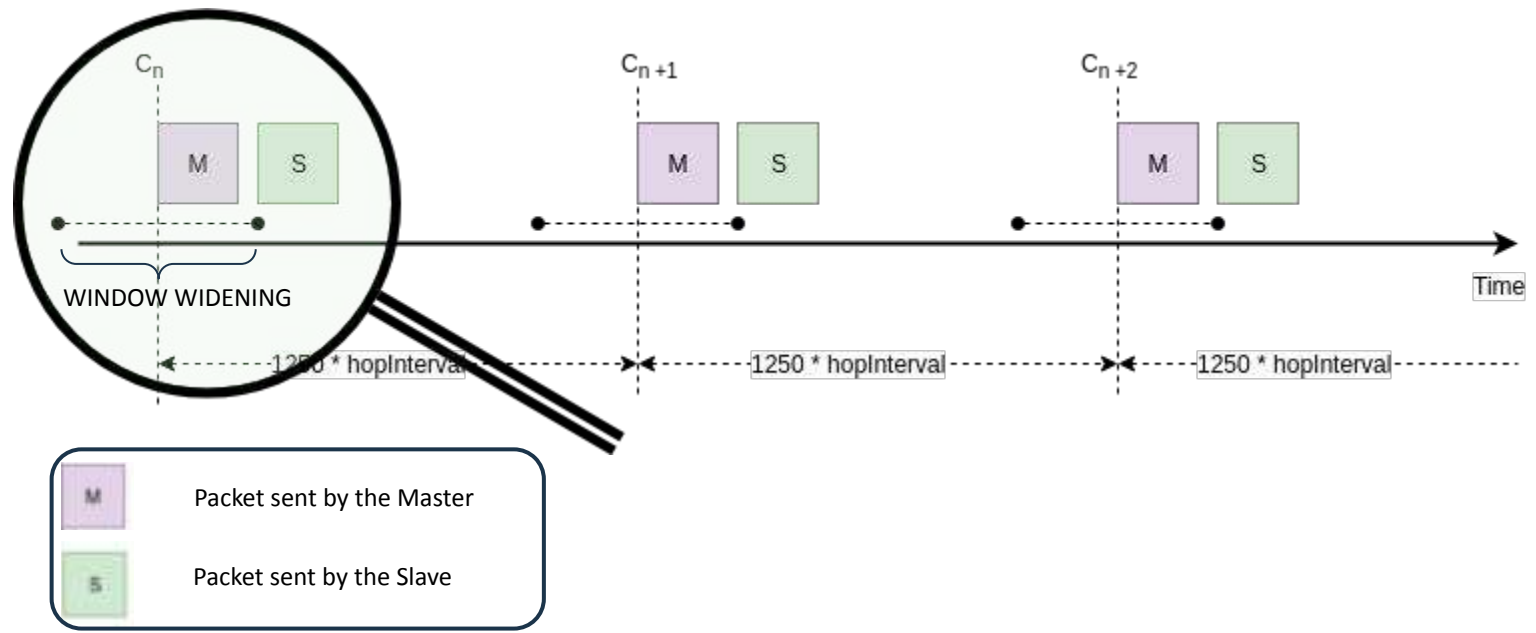 Cn
Cn +1
Cn +2
M
S
M
S
M
S
WINDOW WIDENING
Time
1250 * hopInterval
1250 * hopInterval
1250 * hopInterval
M
Packet sent by the Master
S
Packet sent by the Slave